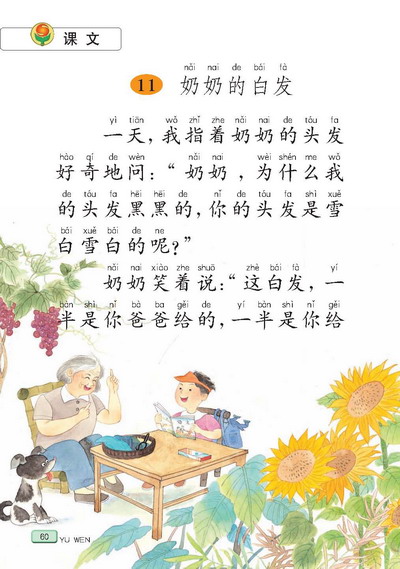 课文
nǎi nai de bái fà
11 奶奶的白发
yì tiān wǒ zhǐ zhe nǎi nai de tóu fa
一天，我指着奶奶的头发
hào qí de wèn nǎi nai wèi shén me wǒ
好奇地问：“奶奶，为什么我
de tóu fa hēi hēi de nǐ de tóu fa shì xuě
的头发黑黑的，你的头发是雪
bái xuě bái de ne
白雪白的呢？”
nǎi nai xiào zhe shuō zhè bái fà yí
奶奶笑着说：“这白发，一
bàn shì nǐ bà ba gěi de yí bàn shì nǐ gěi
半是你爸爸给的，一半是你给
60 YU WEN